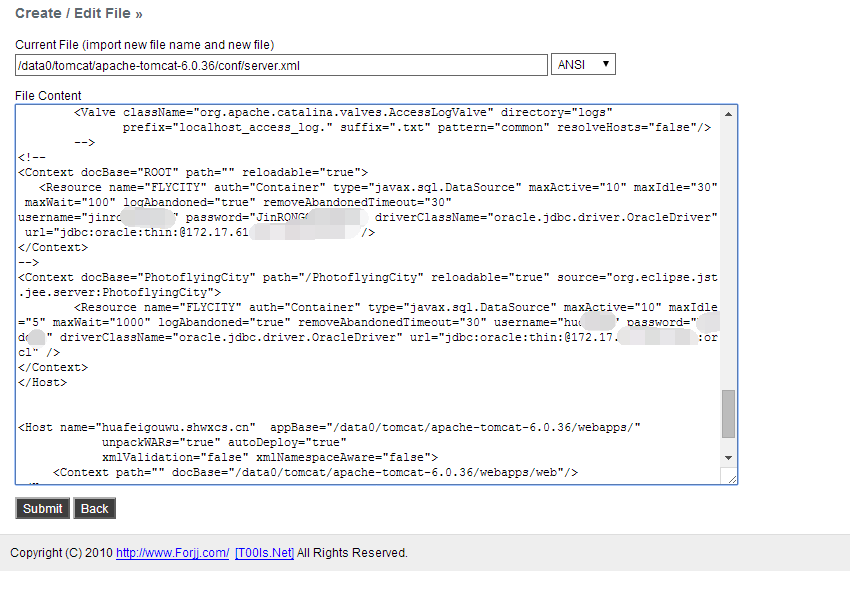 Create / Edit File »
Current File (import new file name and new file)
/data0/tomcat/apache-tomcat-6.0.36/conf/server.xml
ANSI
File Content
<Valve className="org.apache.catalina.valves.AccessLogValve" directory="logs"
prefix="localhost_access_log." suffix=".txt" pattern="common" resolveHosts="false"/>
-->
<!--
<Context docBase="ROOT" path="" reloadable="true">
<Resource name="FLYCITY" auth="Container" type="javax.sql.DataSource" maxActive="10" maxIdle="30"
maxWait="100" logAbandoned="true" removeAbandonedTimeout="30"
username="jinr " password="JinRONG driverClassName="oracle.jdbc.driver.OracleDriver"
url="jdbc:oracle:thin:@172.17.61 />
</Context>
-->
<Context docBase="PhotoflyingCity" path="/PhotoflyingCity" reloadable="true" source="org.eclipse.jst
.jee.server:PhotoflyingCity">
<Resource name="FLYCITY" auth="Container" type="javax.sql.DataSource" maxActive="10" maxIdle
="5" maxWait="1000" logAbandoned="true" removeAbandonedTimeout="30" username="hu password="
d " driverClassName="oracle.jdbc.driver.OracleDriver" url="jdbc:oracle:thin:@172.17. :or
cl" />
</Context>
</Host>
<Host name="huafeigouwu.shwxcs.cn" appBase="/data0/tomcat/apache-tomcat-6.0.36/webapps/"
unpackWARs="true" autoDeploy="true"
xmlValidation="false" xmlNamespaceAware="false">
<Context path="" docBase="/data0/tomcat/apache-tomcat-6.0.36/webapps/web"/>
Submit Back
Copyright (C) 2010 http://www.Forjj.com/ [T00ls.Net] All Rights Reserved.